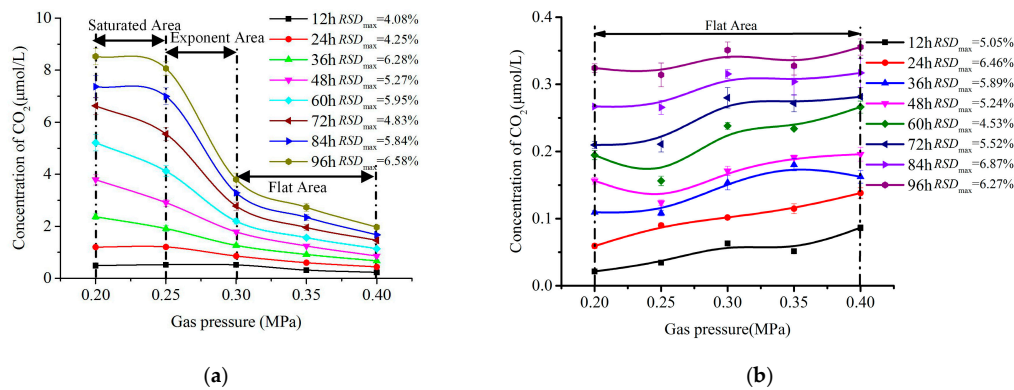 Saturated Area
Exponent Area
Flat Area
Concentration of CO₂(μmol/L)
10
8
6
4
2
0
0.20 0.25 0.30 0.35 0.40
Gas pressure (MPa)
12h RSDmax=4.08%
24h RSDmax=4.25%
36h RSDmax=6.28%
48h RSDmax=5.27%
60h RSDmax=5.95%
72h RSDmax=4.83%
84h RSDmax=5.84%
96h RSDmax=6.58%
(a)
Flat Area
Concentration of CO₂(μmol/L)
0.4
0.3
0.2
0.1
0.0
0.20 0.25 0.30 0.35 0.40
Gas pressure(MPa)
12h RSDmax=5.05%
24h RSDmax=6.46%
36h RSDmax=5.89%
48h RSDmax=5.24%
60h RSDmax=4.53%
72h RSDmax=5.52%
84h RSDmax=6.87%
96h RSDmax=6.27%
(b)